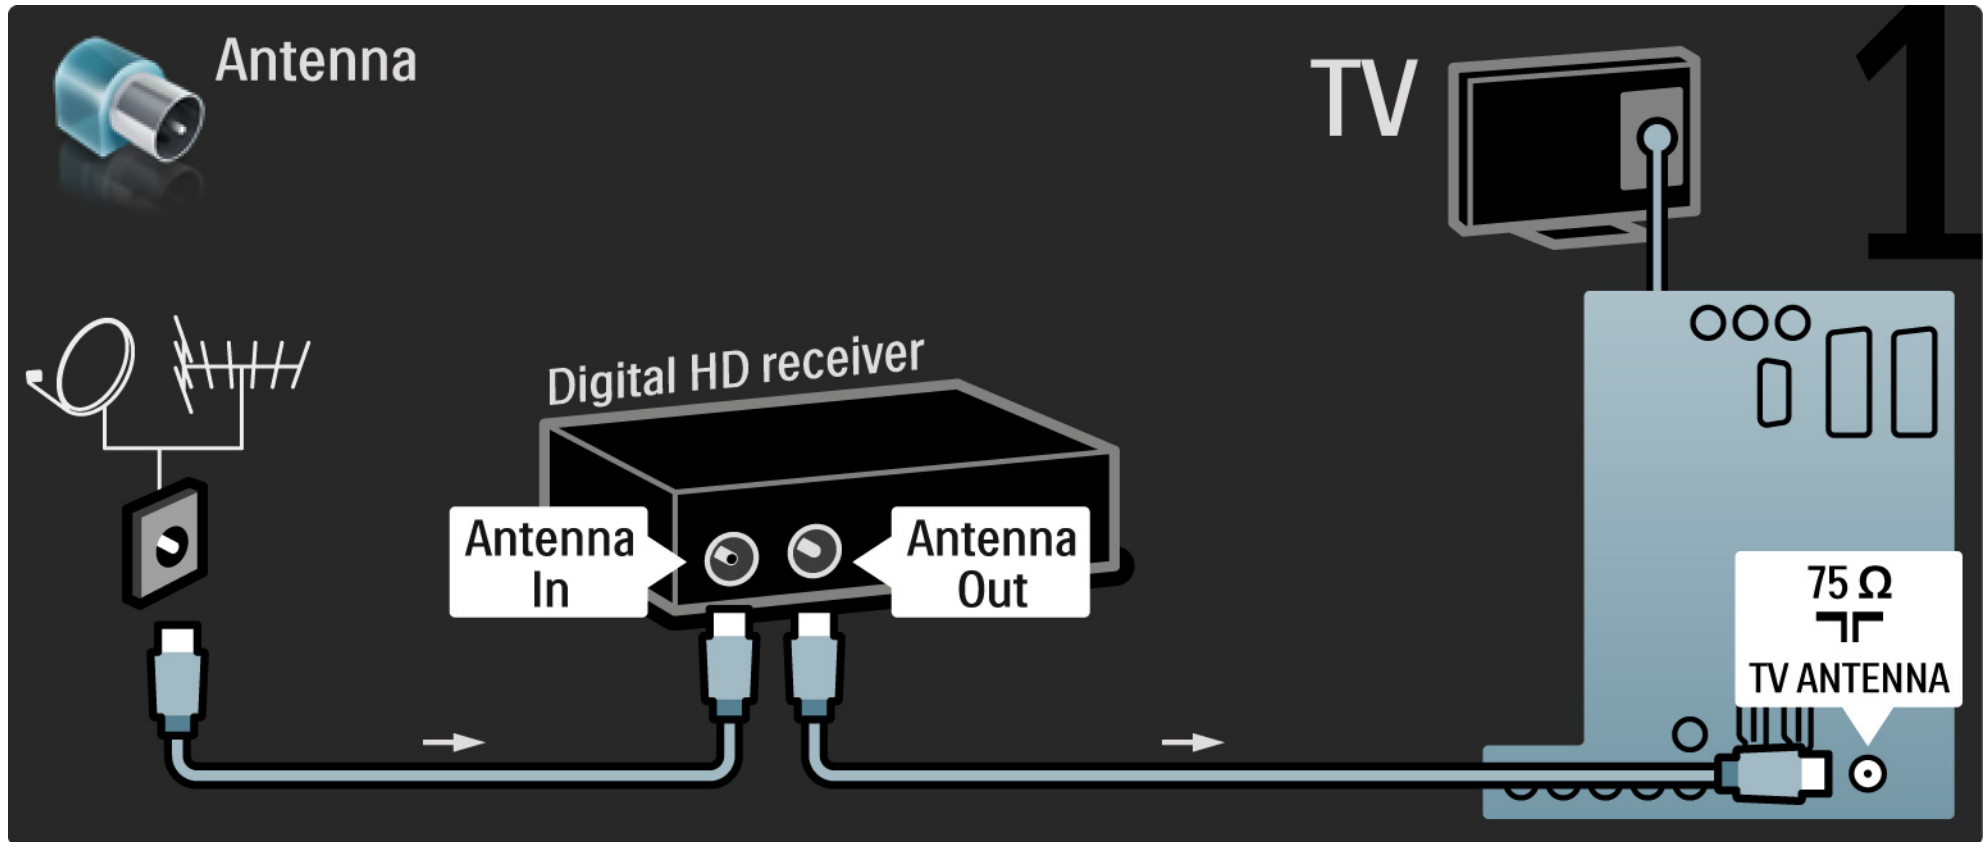 Antenna
TV
1
Digital HD receiver
Antenna
In
Antenna
Out
75 Ω
TV ANTENNA